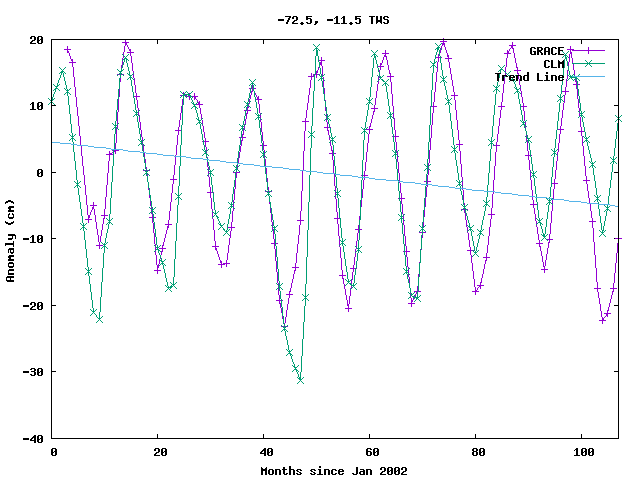 -72.5, -11.5 TWS
GRACE
CLM
Trend Line
20
10
0
-10
-20
-30
-40
Anomaly (cm)
0 20 40 60 80 100
Months since Jan 2002